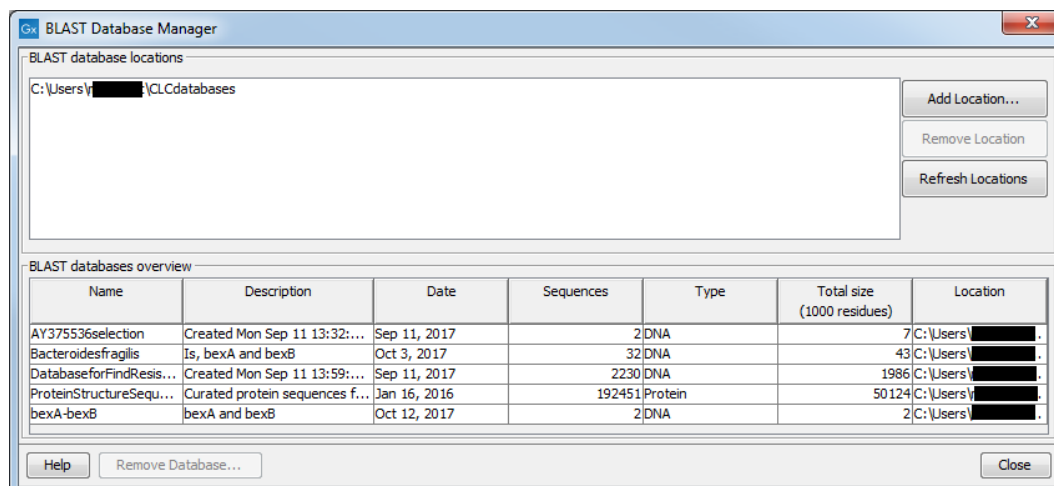 Gx BLAST Database Manager
BLAST database locations
C:\Users\r :\CLCdatabases
Add Location...
Remove Location
Refresh Locations
BLAST databases overview
Name Description Date Sequences Type Total size Location
(1000 residues)
AY375536selection Created Mon Sep 11 13:32:... Sep 11, 2017 2 DNA 7 C:\Users\ .
Bacteroidesfragilis Is, bexA and bexB Oct 3, 2017 32 DNA 43 C:\Users\ .
DatabaseforFindResis... Created Mon Sep 11 13:59:... Sep 11, 2017 2230 DNA 1986 C:\Users\ .
ProteinStructureSequ... Curated protein sequences f... Jan 16, 2016 192451 Protein 50124 C:\Users\ .
bexA-bexB bexA and bexB Oct 12, 2017 2 DNA 2 C:\Users\ .
Help Remove Database... Close